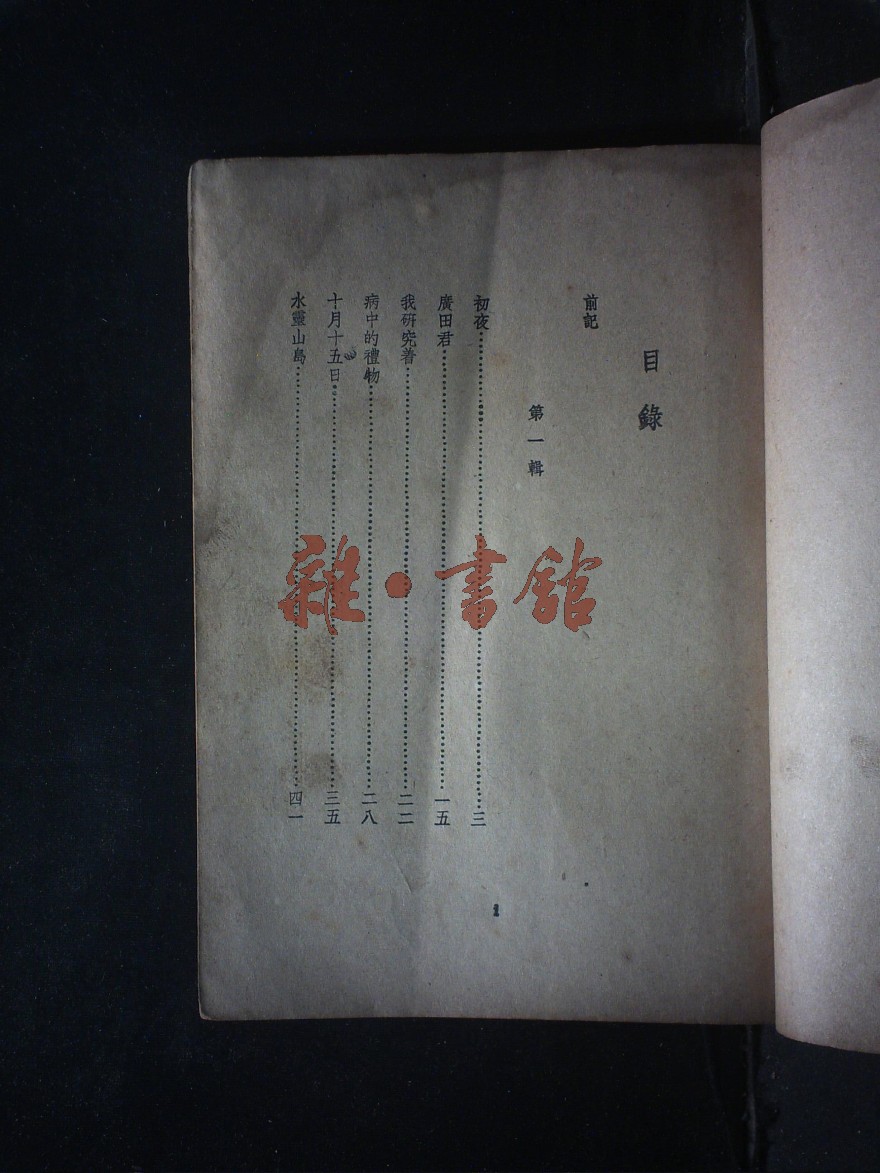 目錄
前記
第一輯
初夜⋯⋯⋯⋯⋯⋯⋯⋯⋯⋯三
廣田君⋯⋯⋯⋯⋯⋯⋯⋯⋯⋯一五
我研究着⋯⋯⋯⋯⋯⋯⋯⋯⋯⋯二二
病中的禮物⋯⋯⋯⋯⋯⋯⋯⋯⋯⋯二八
十月十五日⋯⋯⋯⋯⋯⋯⋯⋯⋯⋯三五
水靈山島⋯⋯⋯⋯⋯⋯⋯⋯⋯⋯四一
1
雜·書館